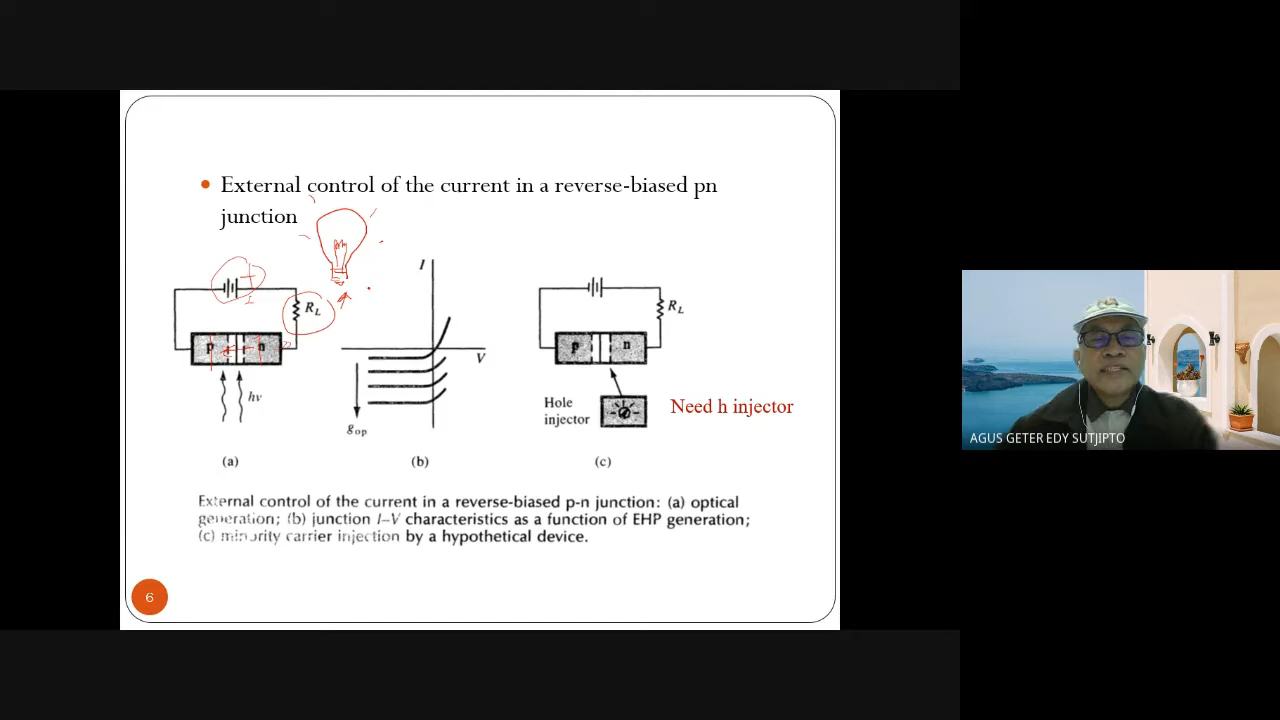 • External control of the current in a reverse-biased pn
junction
I
R_L
R_L
p
n
V
p
n
hν
Hole
injector
Need h injector
g_op
AGUS GETER EDY SUTJIPTO
(a)
(b)
(c)
External control of the current in a reverse-biased p-n junction: (a) optical
generation; (b) junction I–V characteristics as a function of EHP generation;
(c) minority carrier injection by a hypothetical device.
6